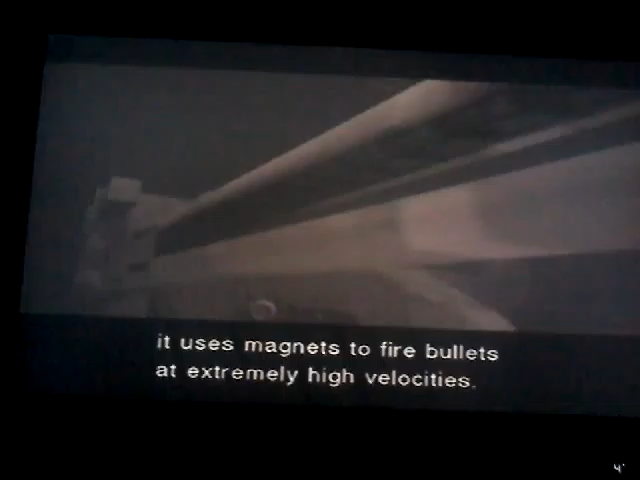 it uses magnets to fire bullets
at extremely high velocities.